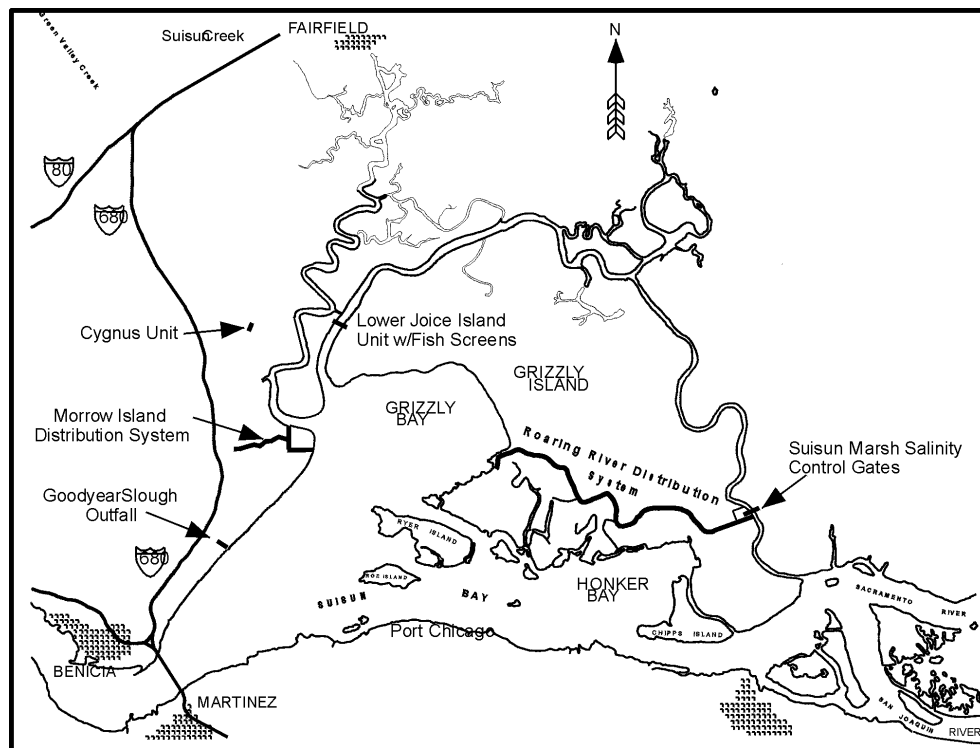 Green Valley Creek
SuisunCreek
FAIRFIELD
N
80
680
Cygnus Unit
Lower Joice Island
Unit w/Fish Screens
GRIZZLY
ISLAND
GRIZZLY
BAY
Morrow Island
Distribution System
Roaring River Distribution
System
Suisun Marsh Salinity
Control Gates
GoodyearSlough
Outfall
RYER ISLAND
680
ROE ISLAND
SUISUN BAY
HONKER
BAY
SACRAMENTO RIVER
Port Chicago
CHIPPS ISLAND
BENICIA
MARTINEZ
SAN JOAQUIN RIVER